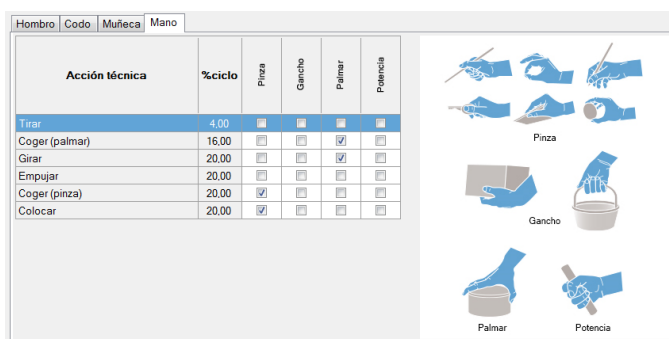 Hombro Codo Muñeca Mano
Acción técnica %ciclo Pinza Gancho Palmar Potencia
Tirar 4,00
Coger (palmar) 16,00
Girar 20,00
Empujar 20,00
Coger (pinza) 20,00
Colocar 20,00
Pinza
Gancho
Palmar Potencia